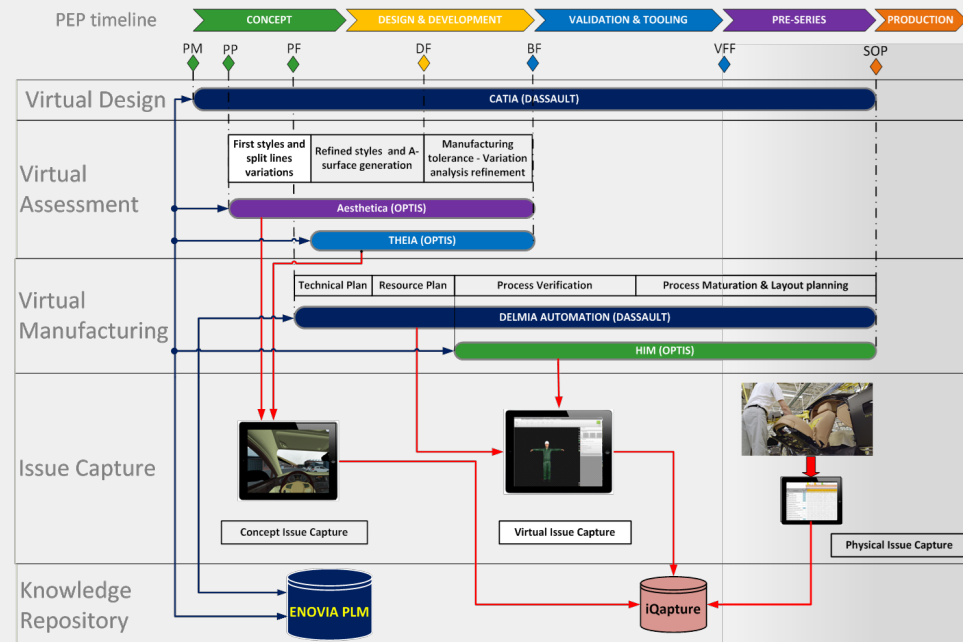 PEP timeline
CONCEPT
DESIGN & DEVELOPMENT
VALIDATION & TOOLING
PRE-SERIES
PRODUCTION
PM
PP
PF
DF
BF
VFF
SOP
Virtual Design
CATIA (DASSAULT)
Virtual
Assessment
First styles and
split lines
variations
Refined styles and A-
surface generation
Manufacturing
tolerance - Variation
analysis refinement
Aesthetica (OPTIS)
THEIA (OPTIS)
Virtual
Manufacturing
Technical Plan
Resource Plan
Process Verification
Process Maturation & Layout planning
DELMIA AUTOMATION (DASSAULT)
HIM (OPTIS)
Issue Capture
Concept Issue Capture
Virtual Issue Capture
Physical Issue Capture
Knowledge
Repository
ENOVIA PLM
iQapture